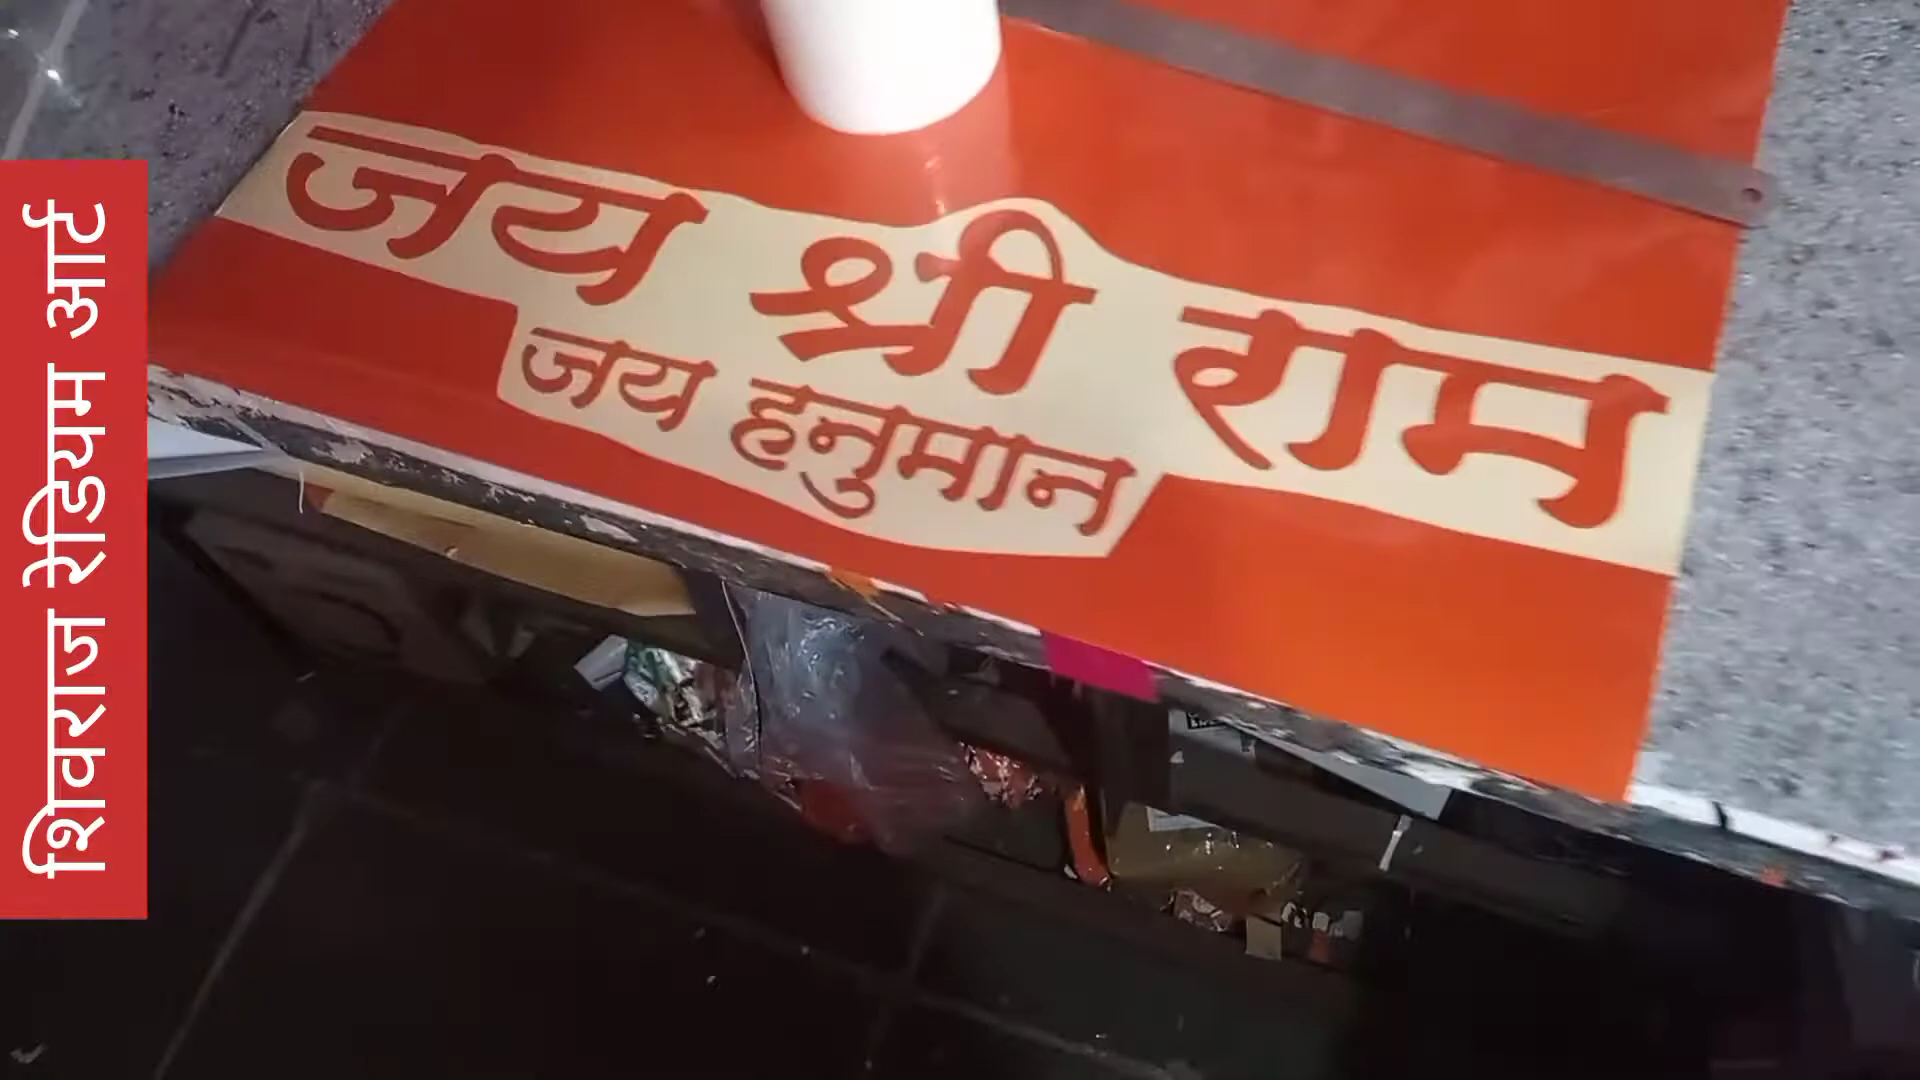 जय श्री राम
जय हनुमान
शिवराज रेडियम आर्ट